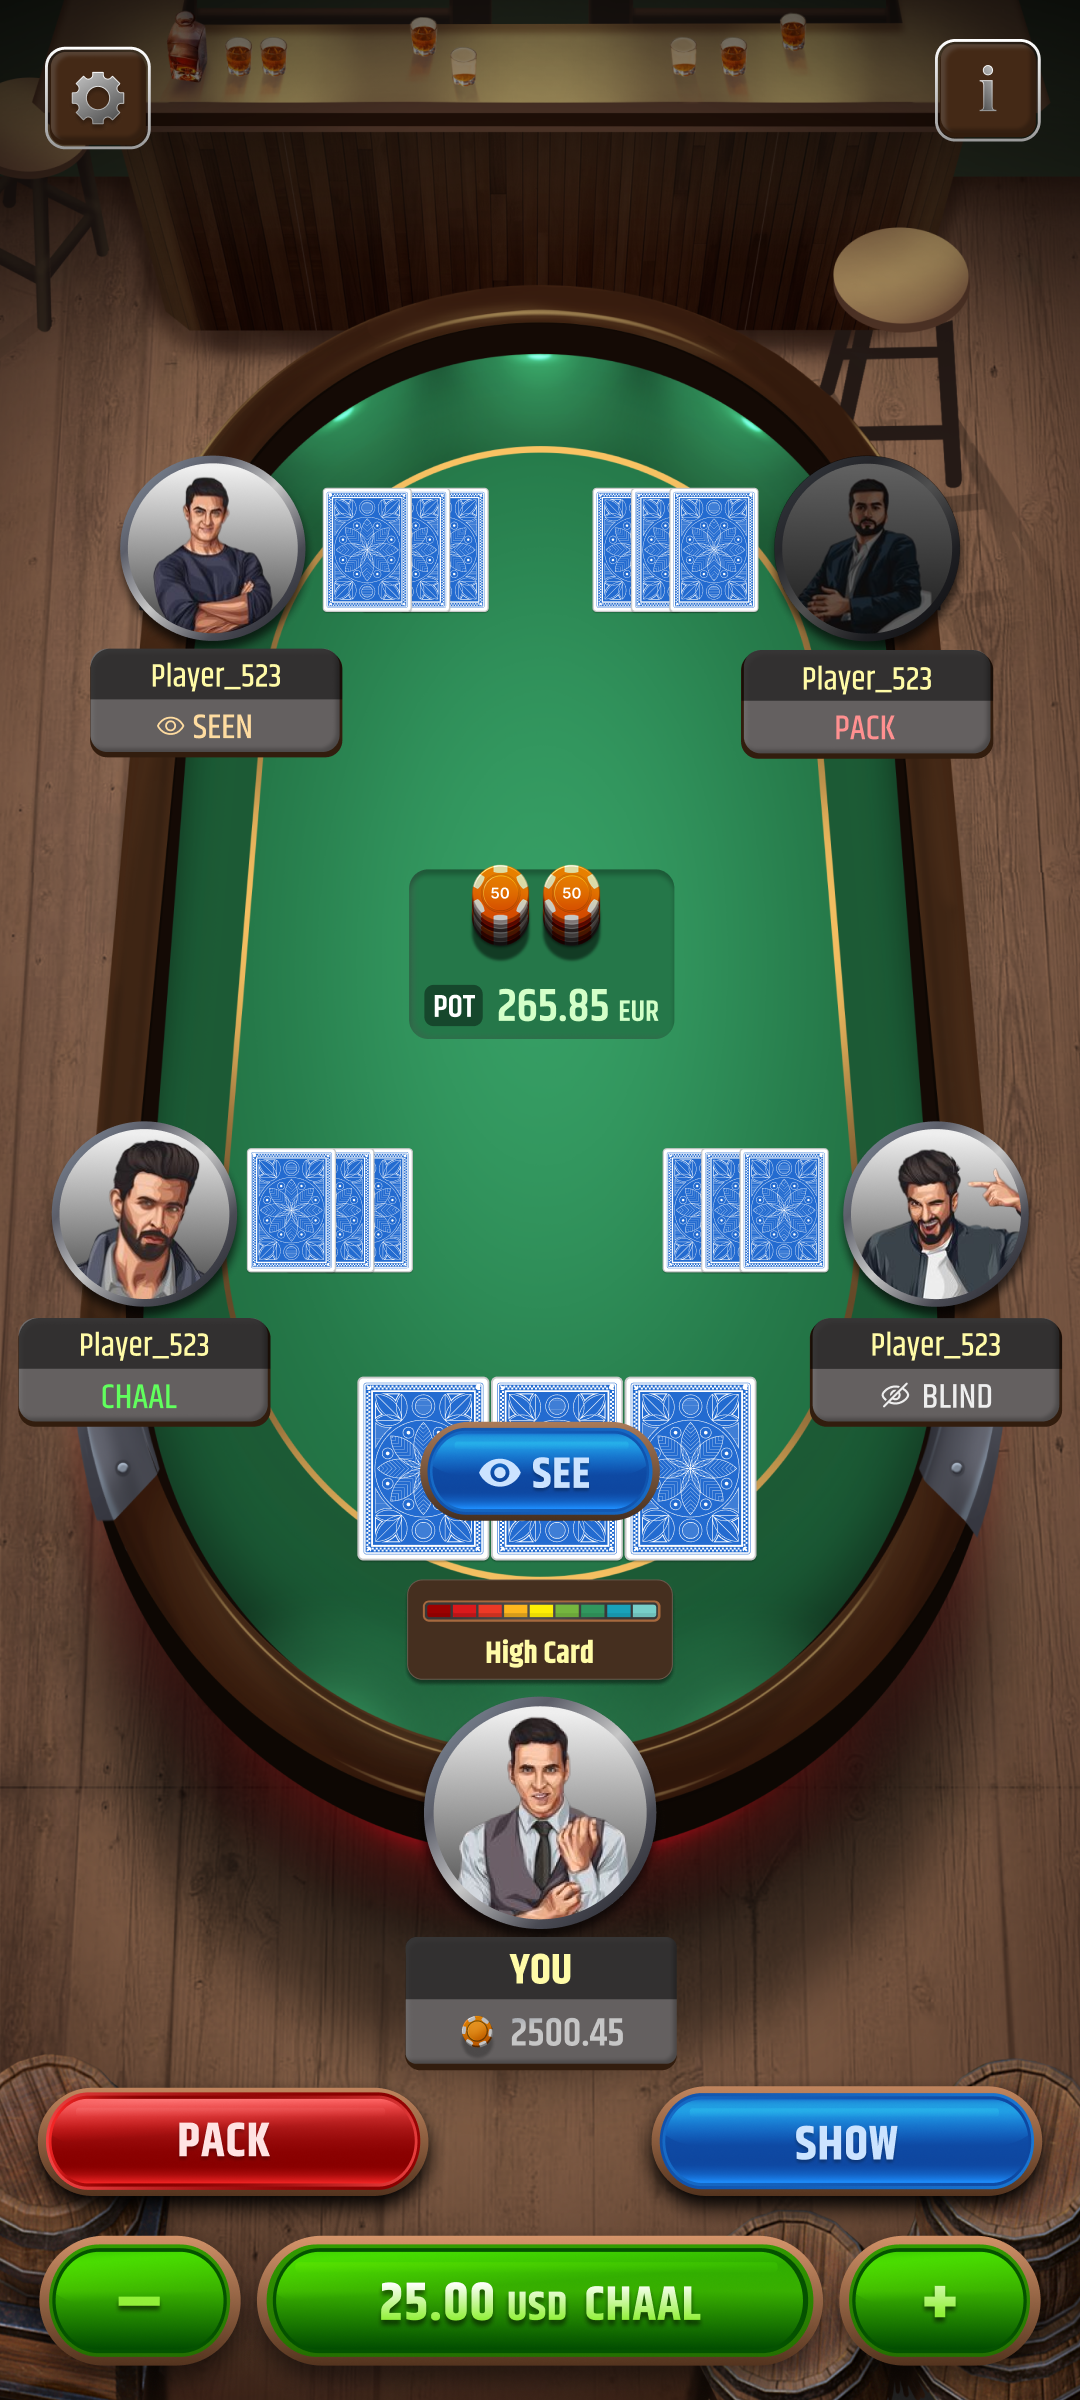 i
Player_523
SEEN
Player_523
PACK
50 50
POT 265.85 EUR
Player_523
CHAAL
Player_523
BLIND
SEE
High Card
YOU
2500.45
PACK
SHOW
− 25.00 USD CHAAL +